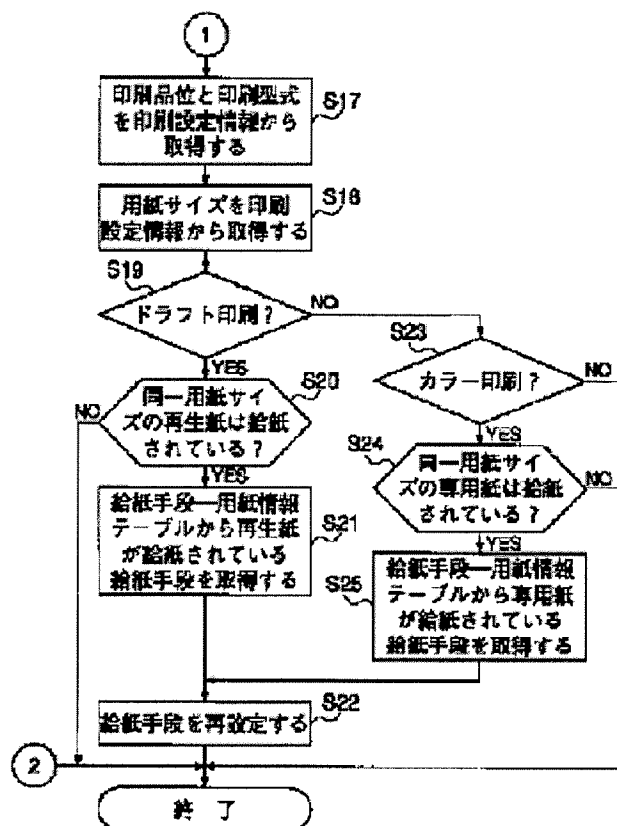 1
印刷品位と印刷型式
を印刷設定情報から
取得する
S17
用紙サイズを印刷
設定情報から取得する
S18
S19
ドラフト印刷？
NO
YES
S23
カラー印刷？
NO
YES
S20
同一用紙サイ
ズの再生紙は給紙
されている？
NO
YES
S24
同一用紙サイ
ズの専用紙は給紙
されている？
NO
YES
給紙手段ー用紙情報
テーブルから再生紙
が給紙されている
給紙手段を取得する
S21
S25
給紙手段ー用紙情報
テーブルから専用紙
が給紙されている
給紙手段を取得する
給紙手段を再設定する
S22
2
終 了